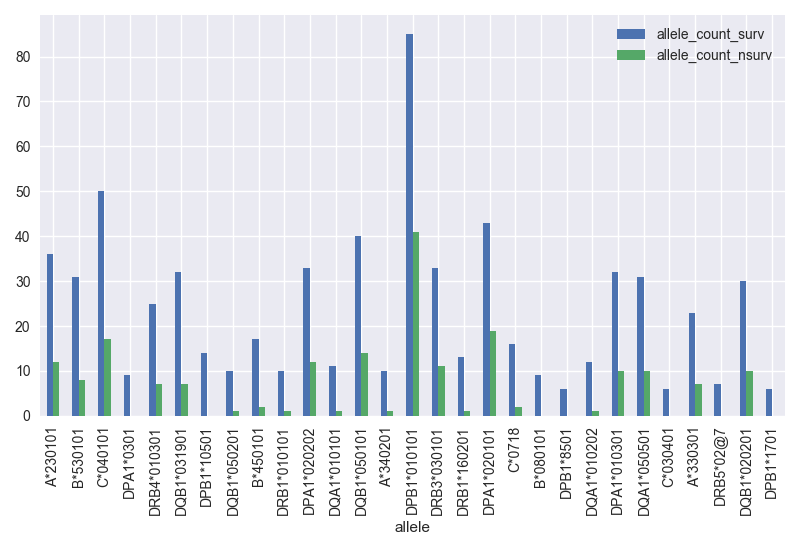 allele_count_surv
allele_count_nsurv
80
70
60
50
40
30
20
10
0
A*230101
B*530101
C*040101
DPA1*0301
DRB4*010301
DQB1*031901
DPB1*10501
DQB1*050201
B*450101
DRB1*010101
DPA1*020202
DQA1*010101
DQB1*050101
A*340201
DPB1*010101
DRB3*030101
DRB1*160201
DPA1*020101
C*0718
B*080101
DPB1*8501
DQA1*010202
DPA1*010301
DQA1*050501
C*030401
A*330301
DRB5*02@7
DQB1*020201
DPB1*1701
allele